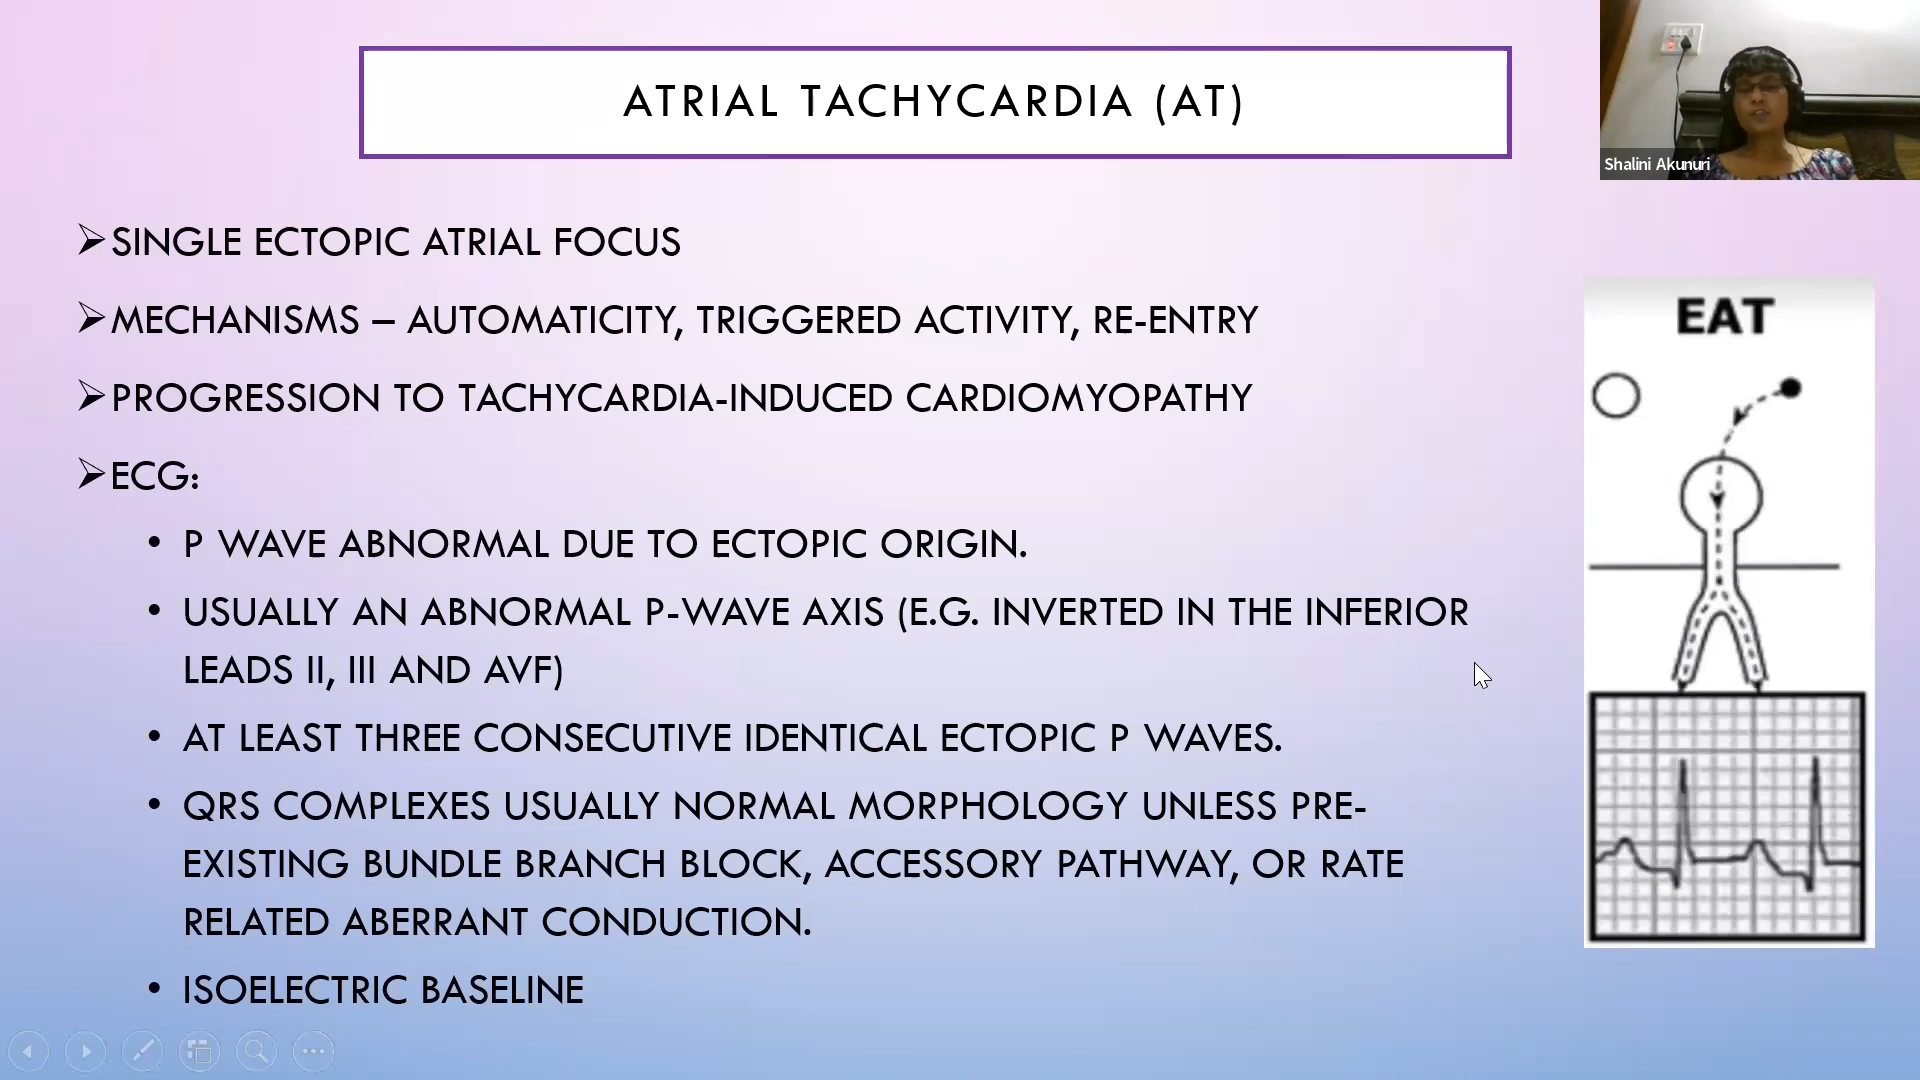 ATRIAL TACHYCARDIA (AT)
Shalini Akunuri
SINGLE ECTOPIC ATRIAL FOCUS
MECHANISMS – AUTOMATICITY, TRIGGERED ACTIVITY, RE-ENTRY
PROGRESSION TO TACHYCARDIA-INDUCED CARDIOMYOPATHY
ECG:
• P WAVE ABNORMAL DUE TO ECTOPIC ORIGIN.
• USUALLY AN ABNORMAL P-WAVE AXIS (E.G. INVERTED IN THE INFERIOR
LEADS II, III AND AVF)
• AT LEAST THREE CONSECUTIVE IDENTICAL ECTOPIC P WAVES.
• QRS COMPLEXES USUALLY NORMAL MORPHOLOGY UNLESS PRE-
EXISTING BUNDLE BRANCH BLOCK, ACCESSORY PATHWAY, OR RATE
RELATED ABERRANT CONDUCTION.
• ISOELECTRIC BASELINE
EAT